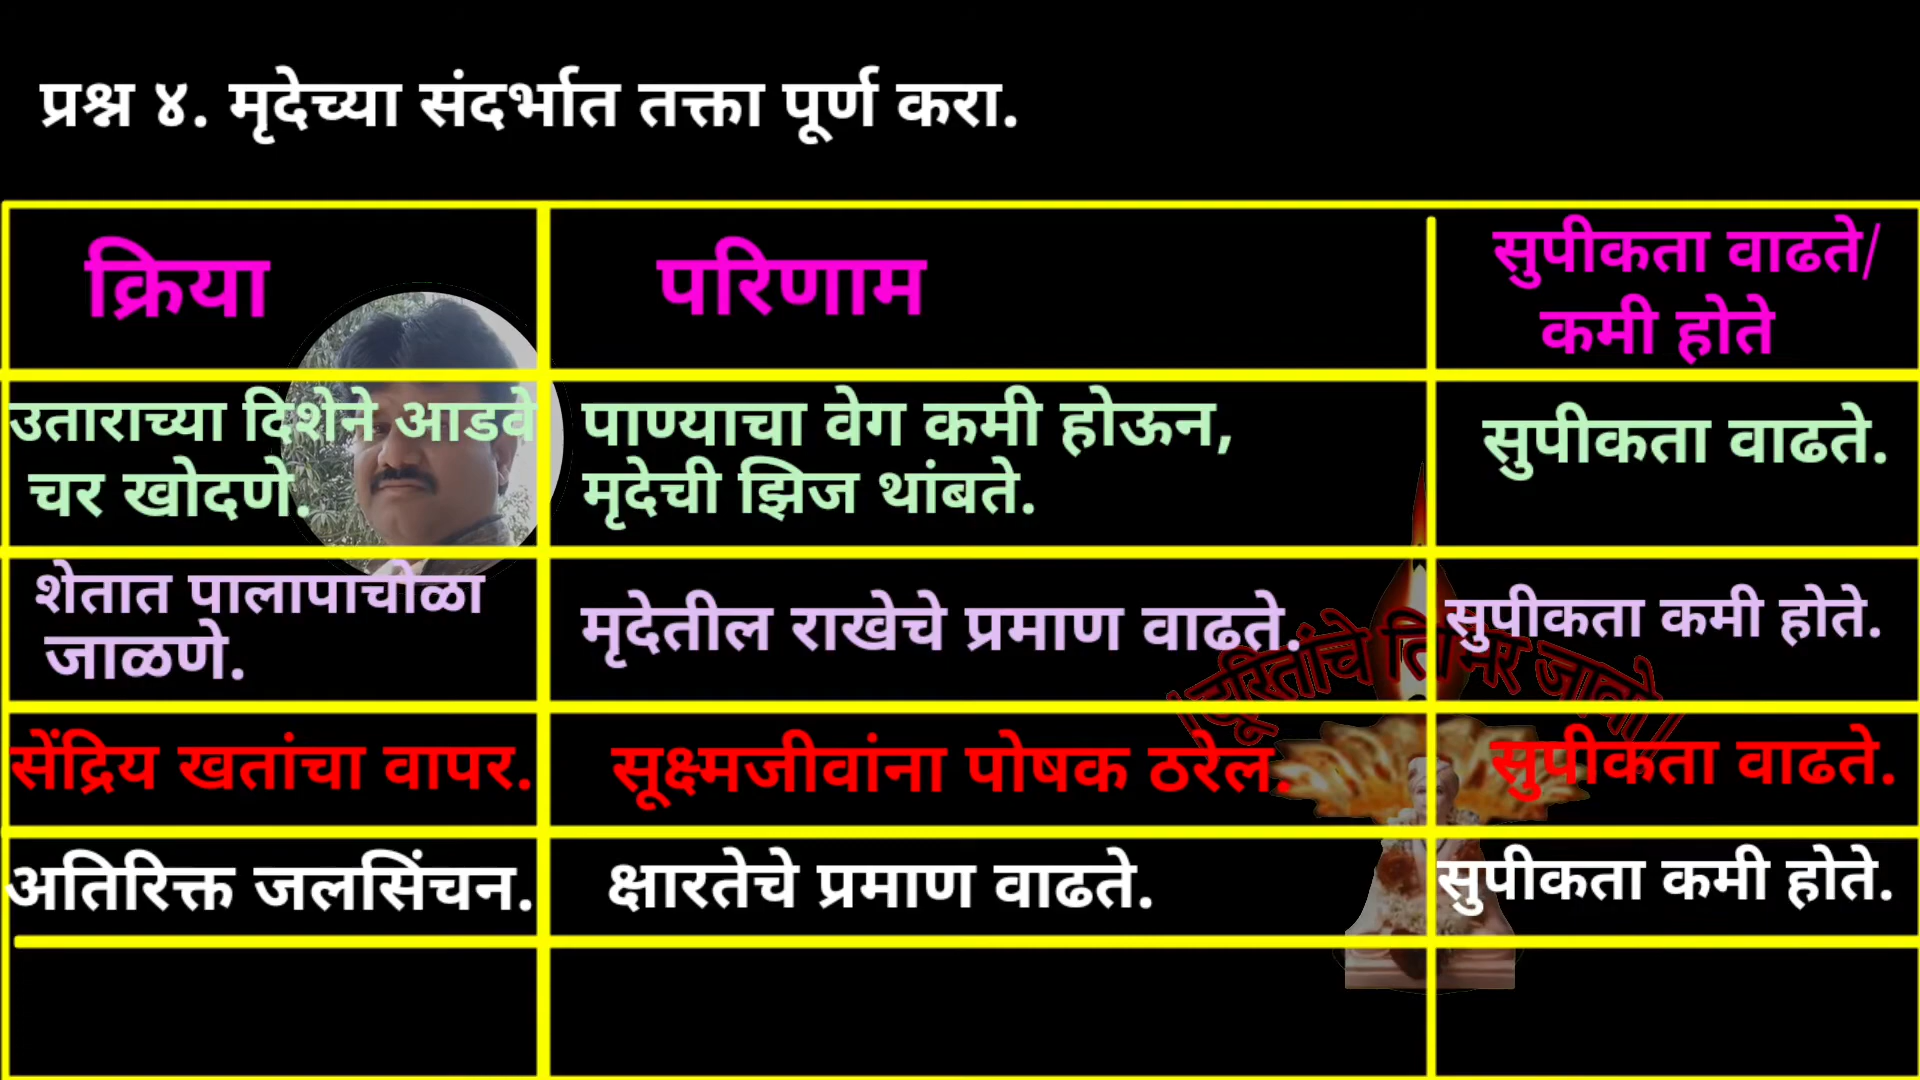 प्रश्न ४. मृदेच्या संदर्भात तक्ता पूर्ण करा.
क्रिया
परिणाम
सुपीकता वाढते/
कमी होते
उताराच्या दिशेने आडवे
चर खोदणे.
पाण्याचा वेग कमी होऊन,
मृदेची झिज थांबते.
सुपीकता वाढते.
शेतात पालापाचोळा
जाळणे.
मृदेतील राखेचे प्रमाण वाढते.
सुपीकता कमी होते.
।दुरितांचे तिमिर जावो।
सेंद्रिय खतांचा वापर.
सूक्ष्मजीवांना पोषक ठरेल.
सुपीकता वाढते.
अतिरिक्त जलसिंचन.
क्षारतेचे प्रमाण वाढते.
सुपीकता कमी होते.